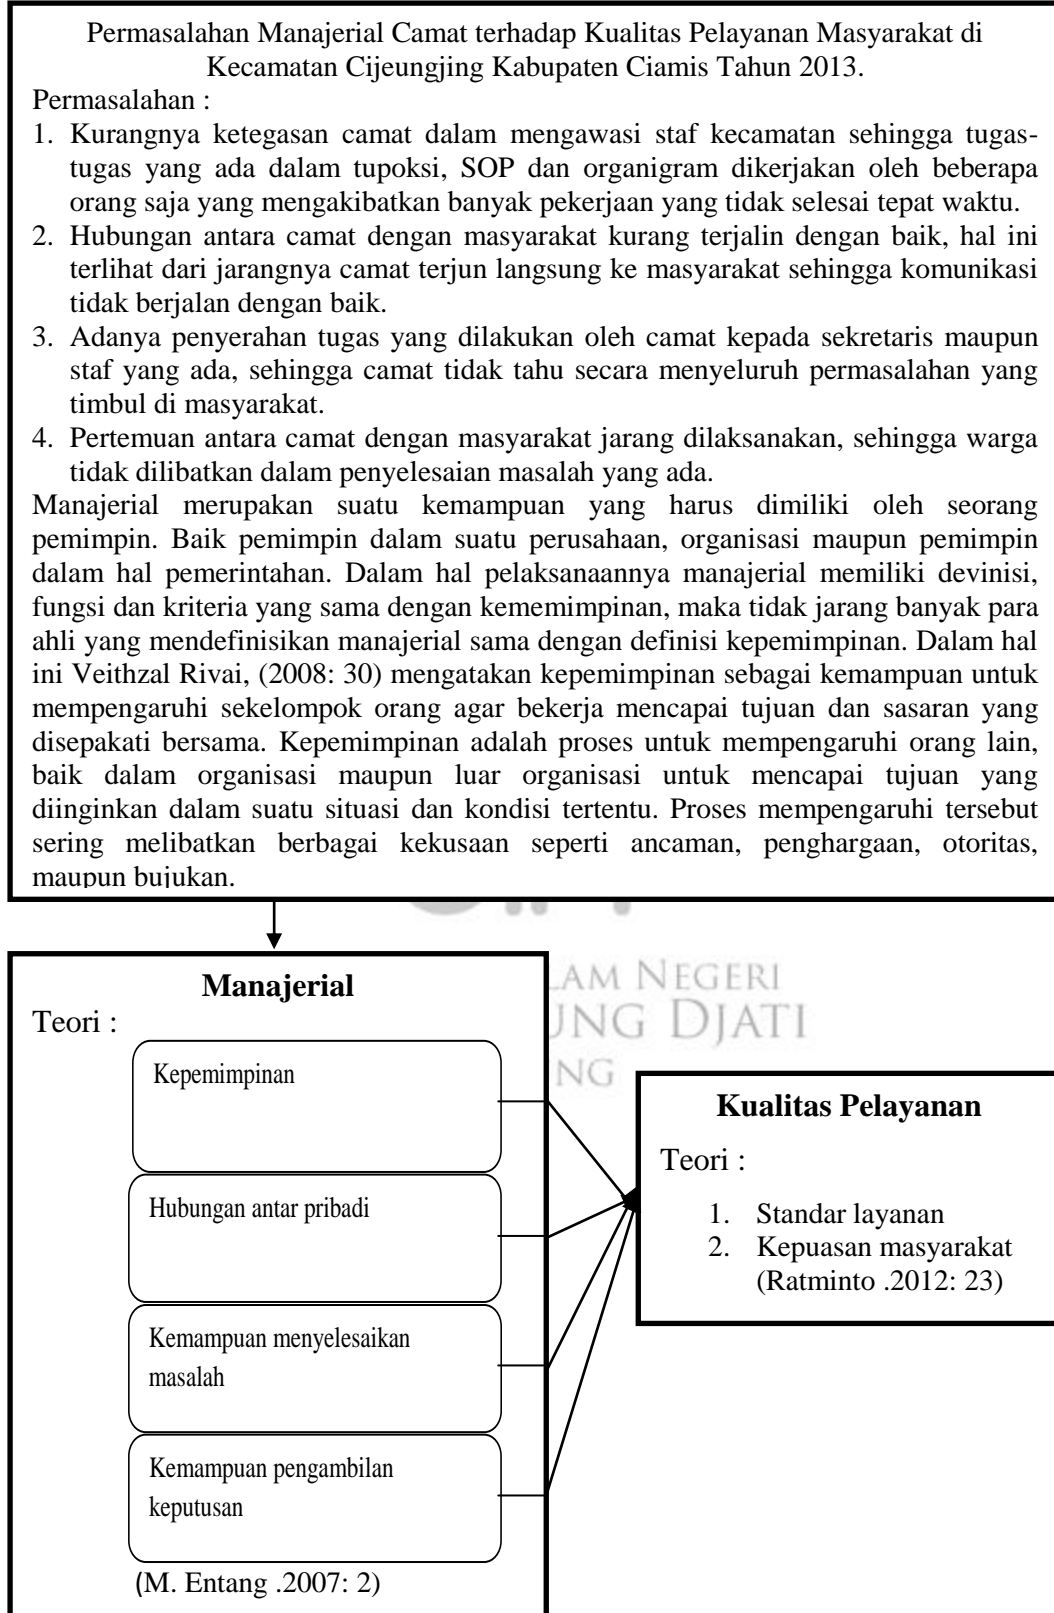 Permasalahan Manajerial Camat terhadap Kualitas Pelayanan Masyarakat di
Kecamatan Cijeungjing Kabupaten Ciamis Tahun 2013.
Permasalahan :
1. Kurangnya ketegasan camat dalam mengawasi staf kecamatan sehingga tugas-
tugas yang ada dalam tupoksi, SOP dan organigram dikerjakan oleh beberapa
orang saja yang mengakibatkan banyak pekerjaan yang tidak selesai tepat waktu.
2. Hubungan antara camat dengan masyarakat kurang terjalin dengan baik, hal ini
terlihat dari jarangnya camat terjun langsung ke masyarakat sehingga komunikasi
tidak berjalan dengan baik.
3. Adanya penyerahan tugas yang dilakukan oleh camat kepada sekretaris maupun
staf yang ada, sehingga camat tidak tahu secara menyeluruh permasalahan yang
timbul di masyarakat.
4. Pertemuan antara camat dengan masyarakat jarang dilaksanakan, sehingga warga
tidak dilibatkan dalam penyelesaian masalah yang ada.
Manajerial merupakan suatu kemampuan yang harus dimiliki oleh seorang
pemimpin. Baik pemimpin dalam suatu perusahaan, organisasi maupun pemimpin
dalam hal pemerintahan. Dalam hal pelaksanaannya manajerial memiliki devinisi,
fungsi dan kriteria yang sama dengan kememimpinan, maka tidak jarang banyak para
ahli yang mendefinisikan manajerial sama dengan definisi kepemimpinan. Dalam hal
ini Veithzal Rivai, (2008: 30) mengatakan kepemimpinan sebagai kemampuan untuk
mempengaruhi sekelompok orang agar bekerja mencapai tujuan dan sasaran yang
disepakati bersama. Kepemimpinan adalah proses untuk mempengaruhi orang lain,
baik dalam organisasi maupun luar organisasi untuk mencapai tujuan yang
diinginkan dalam suatu situasi dan kondisi tertentu. Proses mempengaruhi tersebut
sering melibatkan berbagai kekusaan seperti ancaman, penghargaan, otoritas,
maupun bujukan.
Manajerial
Teori :
Kepemimpinan
Hubungan antar pribadi
Kemampuan menyelesaikan
masalah
Kemampuan pengambilan
keputusan
(M. Entang .2007: 2)
LAM NEGERI
UNG DJATI
NG
Kualitas Pelayanan
Teori :
1. Standar layanan
2. Kepuasan masyarakat
(Ratminto .2012: 23)